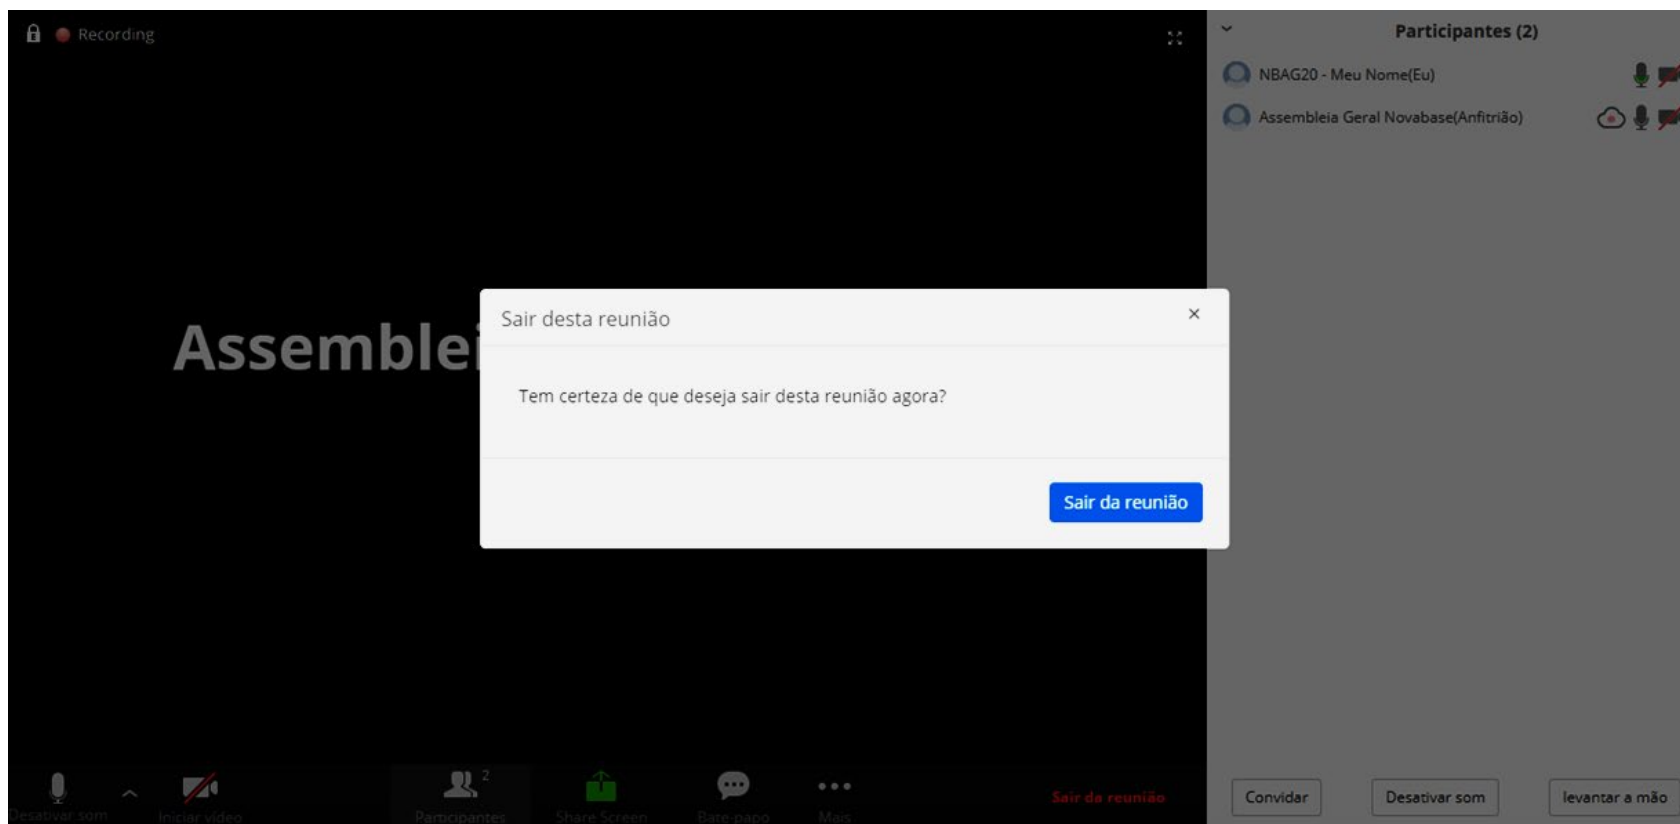 Recording
Participantes (2)
NBAG20 - Meu Nome(Eu)
Assembleia Geral Novabase(Anfitrião)
Assemblei
Sair desta reunião
×
Tem certeza de que deseja sair desta reunião agora?
Sair da reunião
2
Desativar som
Iniciar vídeo
Participantes
Share Screen
Bate-papo
Mais
Sair da reunião
Convidar
Desativar som
levantar a mão